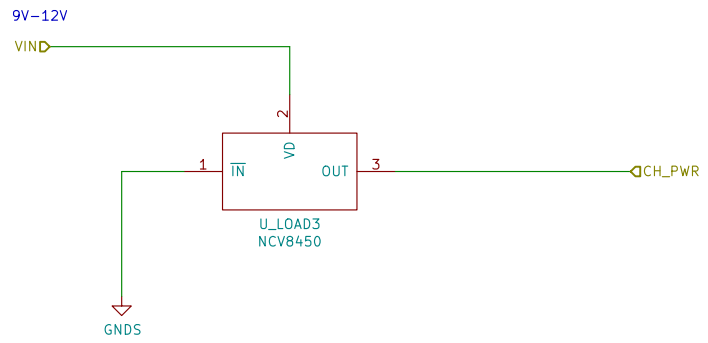 9V-12V
VIN
2
VD
1
IN
OUT
3
CH_PWR
U_LOAD3
NCV8450
GNDS